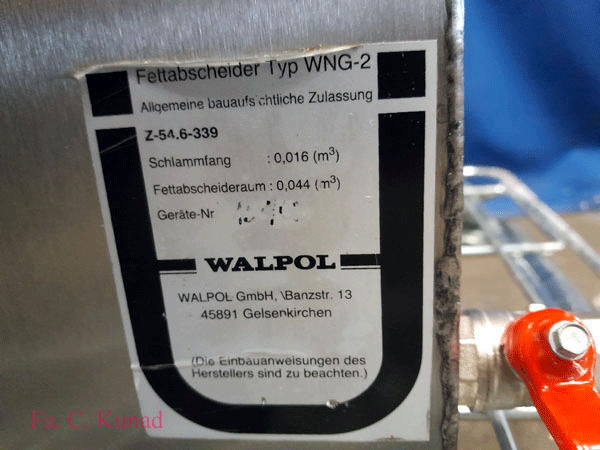 Fettabscheider Typ WNG-2
Allgemeine bauaufsichtliche Zulassung
Z-54.6-339
Schlammfang : 0,016 (m³)
Fettabscheideraum : 0,044 (m³)
Geräte-Nr
WALPOL
WALPOL GmbH, \Banzstr. 13
45891 Gelsenkirchen
(Die Einbauanweisungen des
Herstellers sind zu beachten.)
Fa. C. Kunad